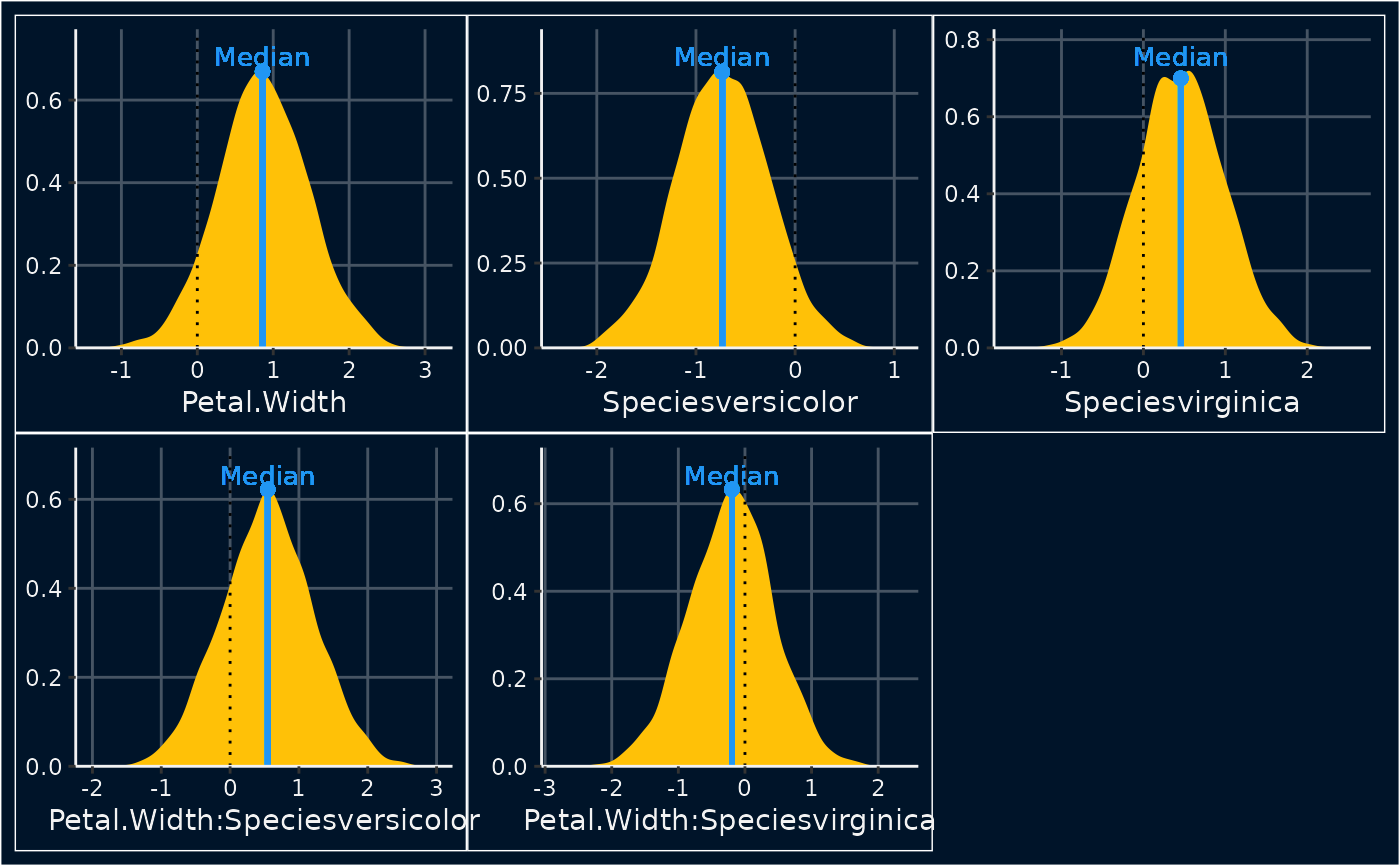 Median
0.6
0.4
0.2
0.0
-1 0 1 2 3
Petal.Width
Median
0.75
0.50
0.25
0.00
-2 -1 0 1
Speciesversicolor
Median
0.8
0.6
0.4
0.2
0.0
-1 0 1 2
Speciesvirginica
Median
0.6
0.4
0.2
0.0
-2 -1 0 1 2 3
Petal.Width:Speciesversicolor
Median
0.6
0.4
0.2
0.0
-3 -2 -1 0 1 2
Petal.Width:Speciesvirginica